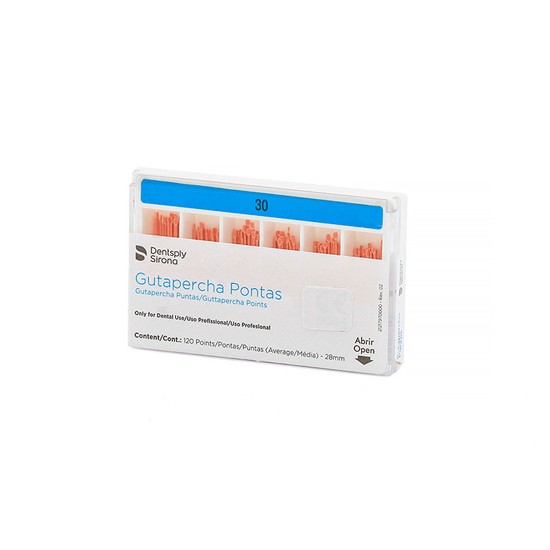 30
Dentsply
Sirona
Gutapercha Pontas
Gutapercha Puntas/Guttapercha Points
Only for Dental Use/Uso Profissional/Uso Profesional
Content/Cont.: 120 Points/Pontas/Puntas (Average/Média) - 28mm
Abrir
Open